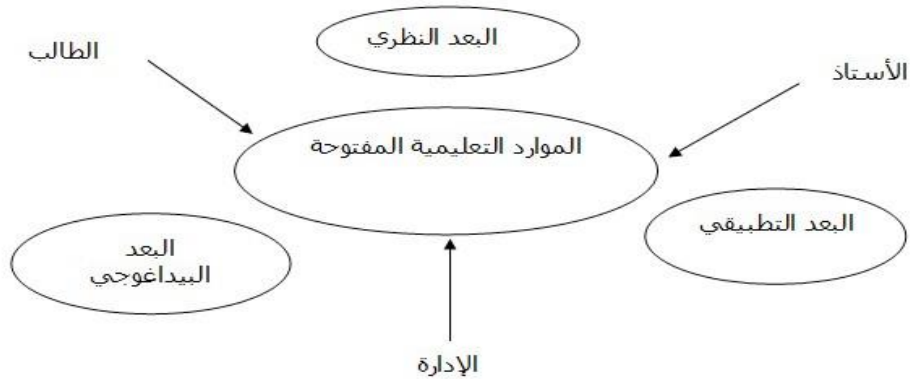 البعد النظري
الطالب
الأستاذ
الموارد التعليمية المفتوحة
البعد التطبيقي
البعد
البيداغوجي
الإدارة